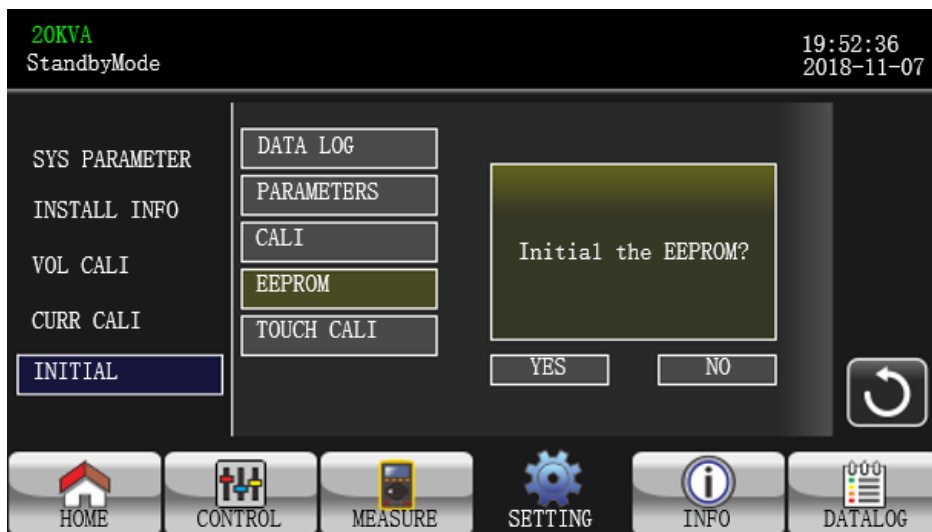 20KVA
StandbyMode
19:52:36
2018-11-07
SYS PARAMETER
INSTALL INFO
VOL CALI
CURR CALI
INITIAL
DATA LOG
PARAMETERS
CALI
EEPROM
TOUCH CALI
Initial the EEPROM?
YES
NO
HOME
CONTROL
MEASURE
SETTING
INFO
DATALOG